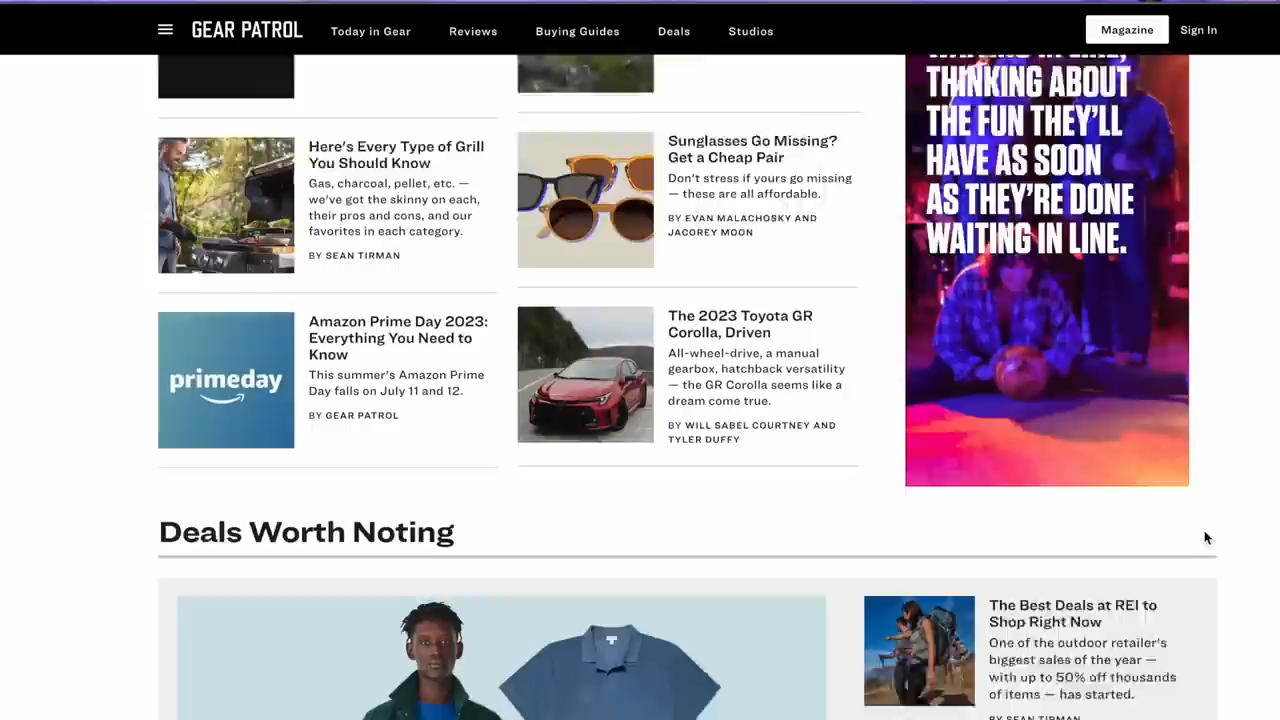 GEAR PATROL
Today in Gear
Reviews
Buying Guides
Deals
Studios
Magazine
Sign In
Here's Every Type of Grill
You Should Know
Gas, charcoal, pellet, etc. —
we've got the skinny on each,
their pros and cons, and our
favorites in each category.
BY SEAN TIRMAN
primeday
Amazon Prime Day 2023:
Everything You Need to
Know
This summer's Amazon Prime
Day falls on July 11 and 12.
BY GEAR PATROL
Sunglasses Go Missing?
Get a Cheap Pair
Don't stress if yours go missing
— these are all affordable.
BY EVAN MALACHOSKY AND
JACOREY MOON
The 2023 Toyota GR
Corolla, Driven
All-wheel-drive, a manual
gearbox, hatchback versatility
— the GR Corolla seems like a
dream come true.
BY WILL SABEL COURTNEY AND
TYLER DUFFY
THINKING ABOUT
THE FUN THEY'LL
HAVE AS SOON
AS THEY'RE DONE
WAITING IN LINE.
Deals Worth Noting
The Best Deals at REI to
Shop Right Now
One of the outdoor retailer's
biggest sales of the year —
with up to 50% off thousands
of items — has started.
BY SEAN TIRMAN